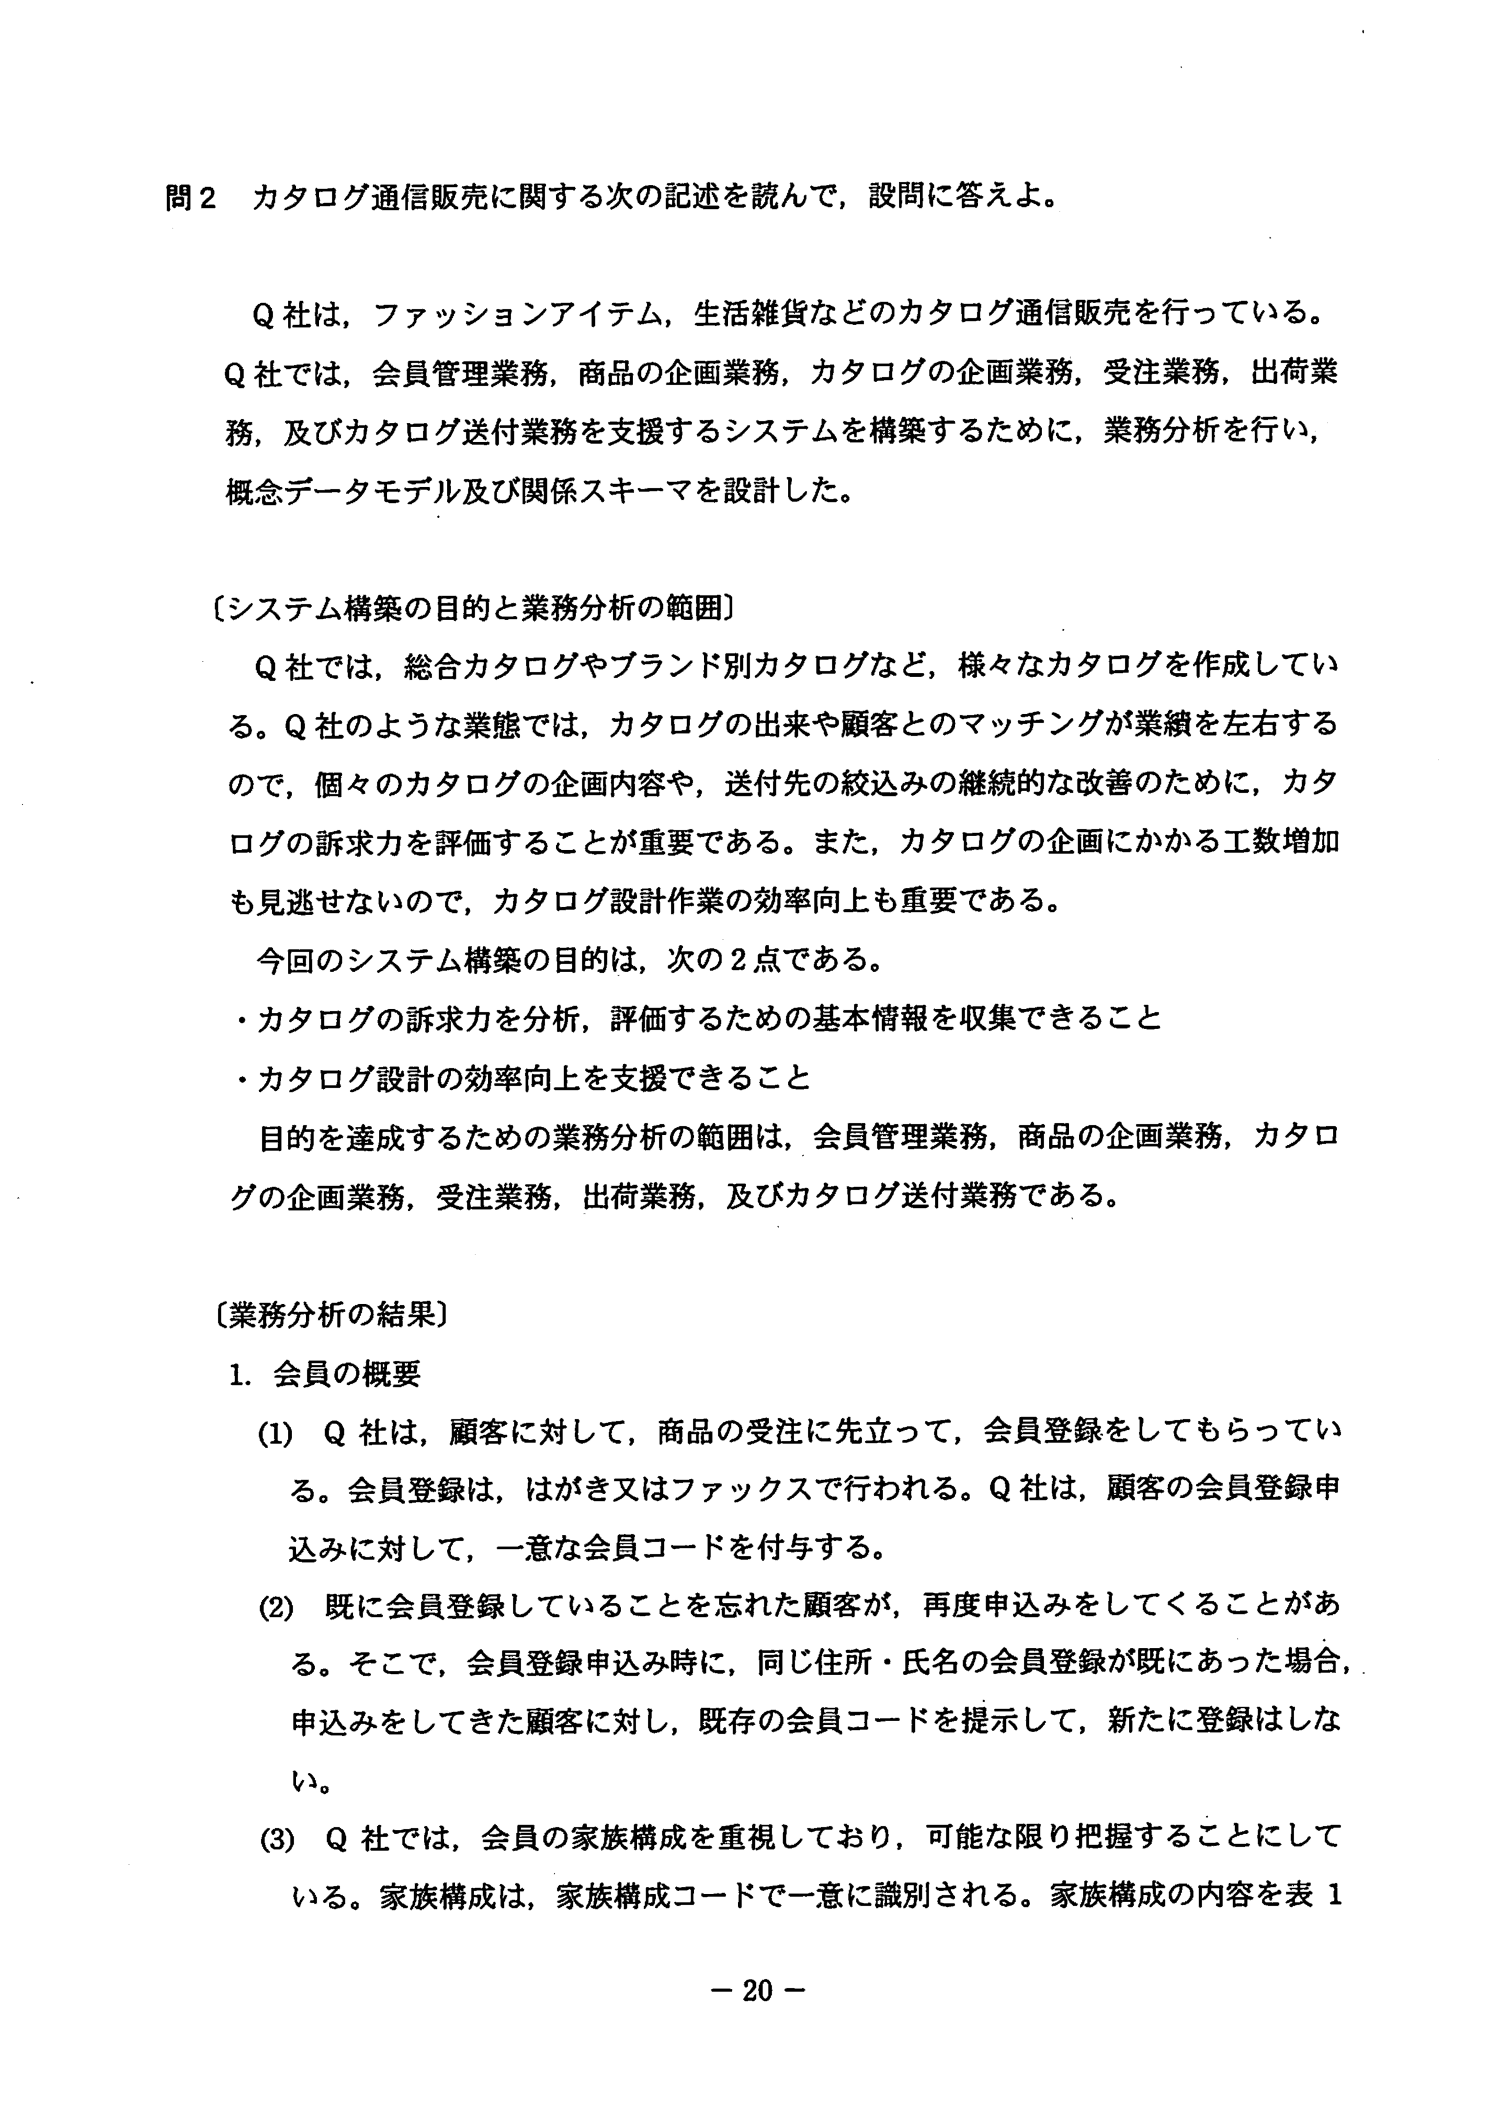 問2　カタログ通信販売に関する次の記述を読んで，設問に答えよ。
Q社は，ファッションアイテム，生活雑貨などのカタログ通信販売を行っている。
Q社では，会員管理業務，商品の企画業務，カタログの企画業務，受注業務，出荷業
務，及びカタログ送付業務を支援するシステムを構築するために，業務分析を行い，
概念データモデル及び関係スキーマを設計した。
〔システム構築の目的と業務分析の範囲〕
Q社では，総合カタログやブランド別カタログなど，様々なカタログを作成してい
る。Q社のような業態では，カタログの出来や顧客とのマッチングが業績を左右する
ので，個々のカタログの企画内容や，送付先の絞込みの継続的な改善のために，カタ
ログの訴求力を評価することが重要である。また，カタログの企画にかかる工数増加
も見逃せないので，カタログ設計作業の効率向上も重要である。
今回のシステム構築の目的は，次の2点である。
・カタログの訴求力を分析，評価するための基本情報を収集できること
・カタログ設計の効率向上を支援できること
目的を達成するための業務分析の範囲は，会員管理業務，商品の企画業務，カタロ
グの企画業務，受注業務，出荷業務，及びカタログ送付業務である。
〔業務分析の結果〕
1. 会員の概要
(1)　Q社は，顧客に対して，商品の受注に先立って，会員登録をしてもらってい
る。会員登録は，はがき又はファックスで行われる。Q社は，顧客の会員登録申
込みに対して，一意な会員コードを付与する。
(2)　既に会員登録していることを忘れた顧客が，再度申込みをしてくることがあ
る。そこで，会員登録申込み時に，同じ住所・氏名の会員登録が既にあった場合，
申込みをしてきた顧客に対し，既存の会員コードを提示して，新たに登録はしな
い。
(3)　Q社では，会員の家族構成を重視しており，可能な限り把握することにして
いる。家族構成は，家族構成コードで一意に識別される。家族構成の内容を表 1
－ 20 －